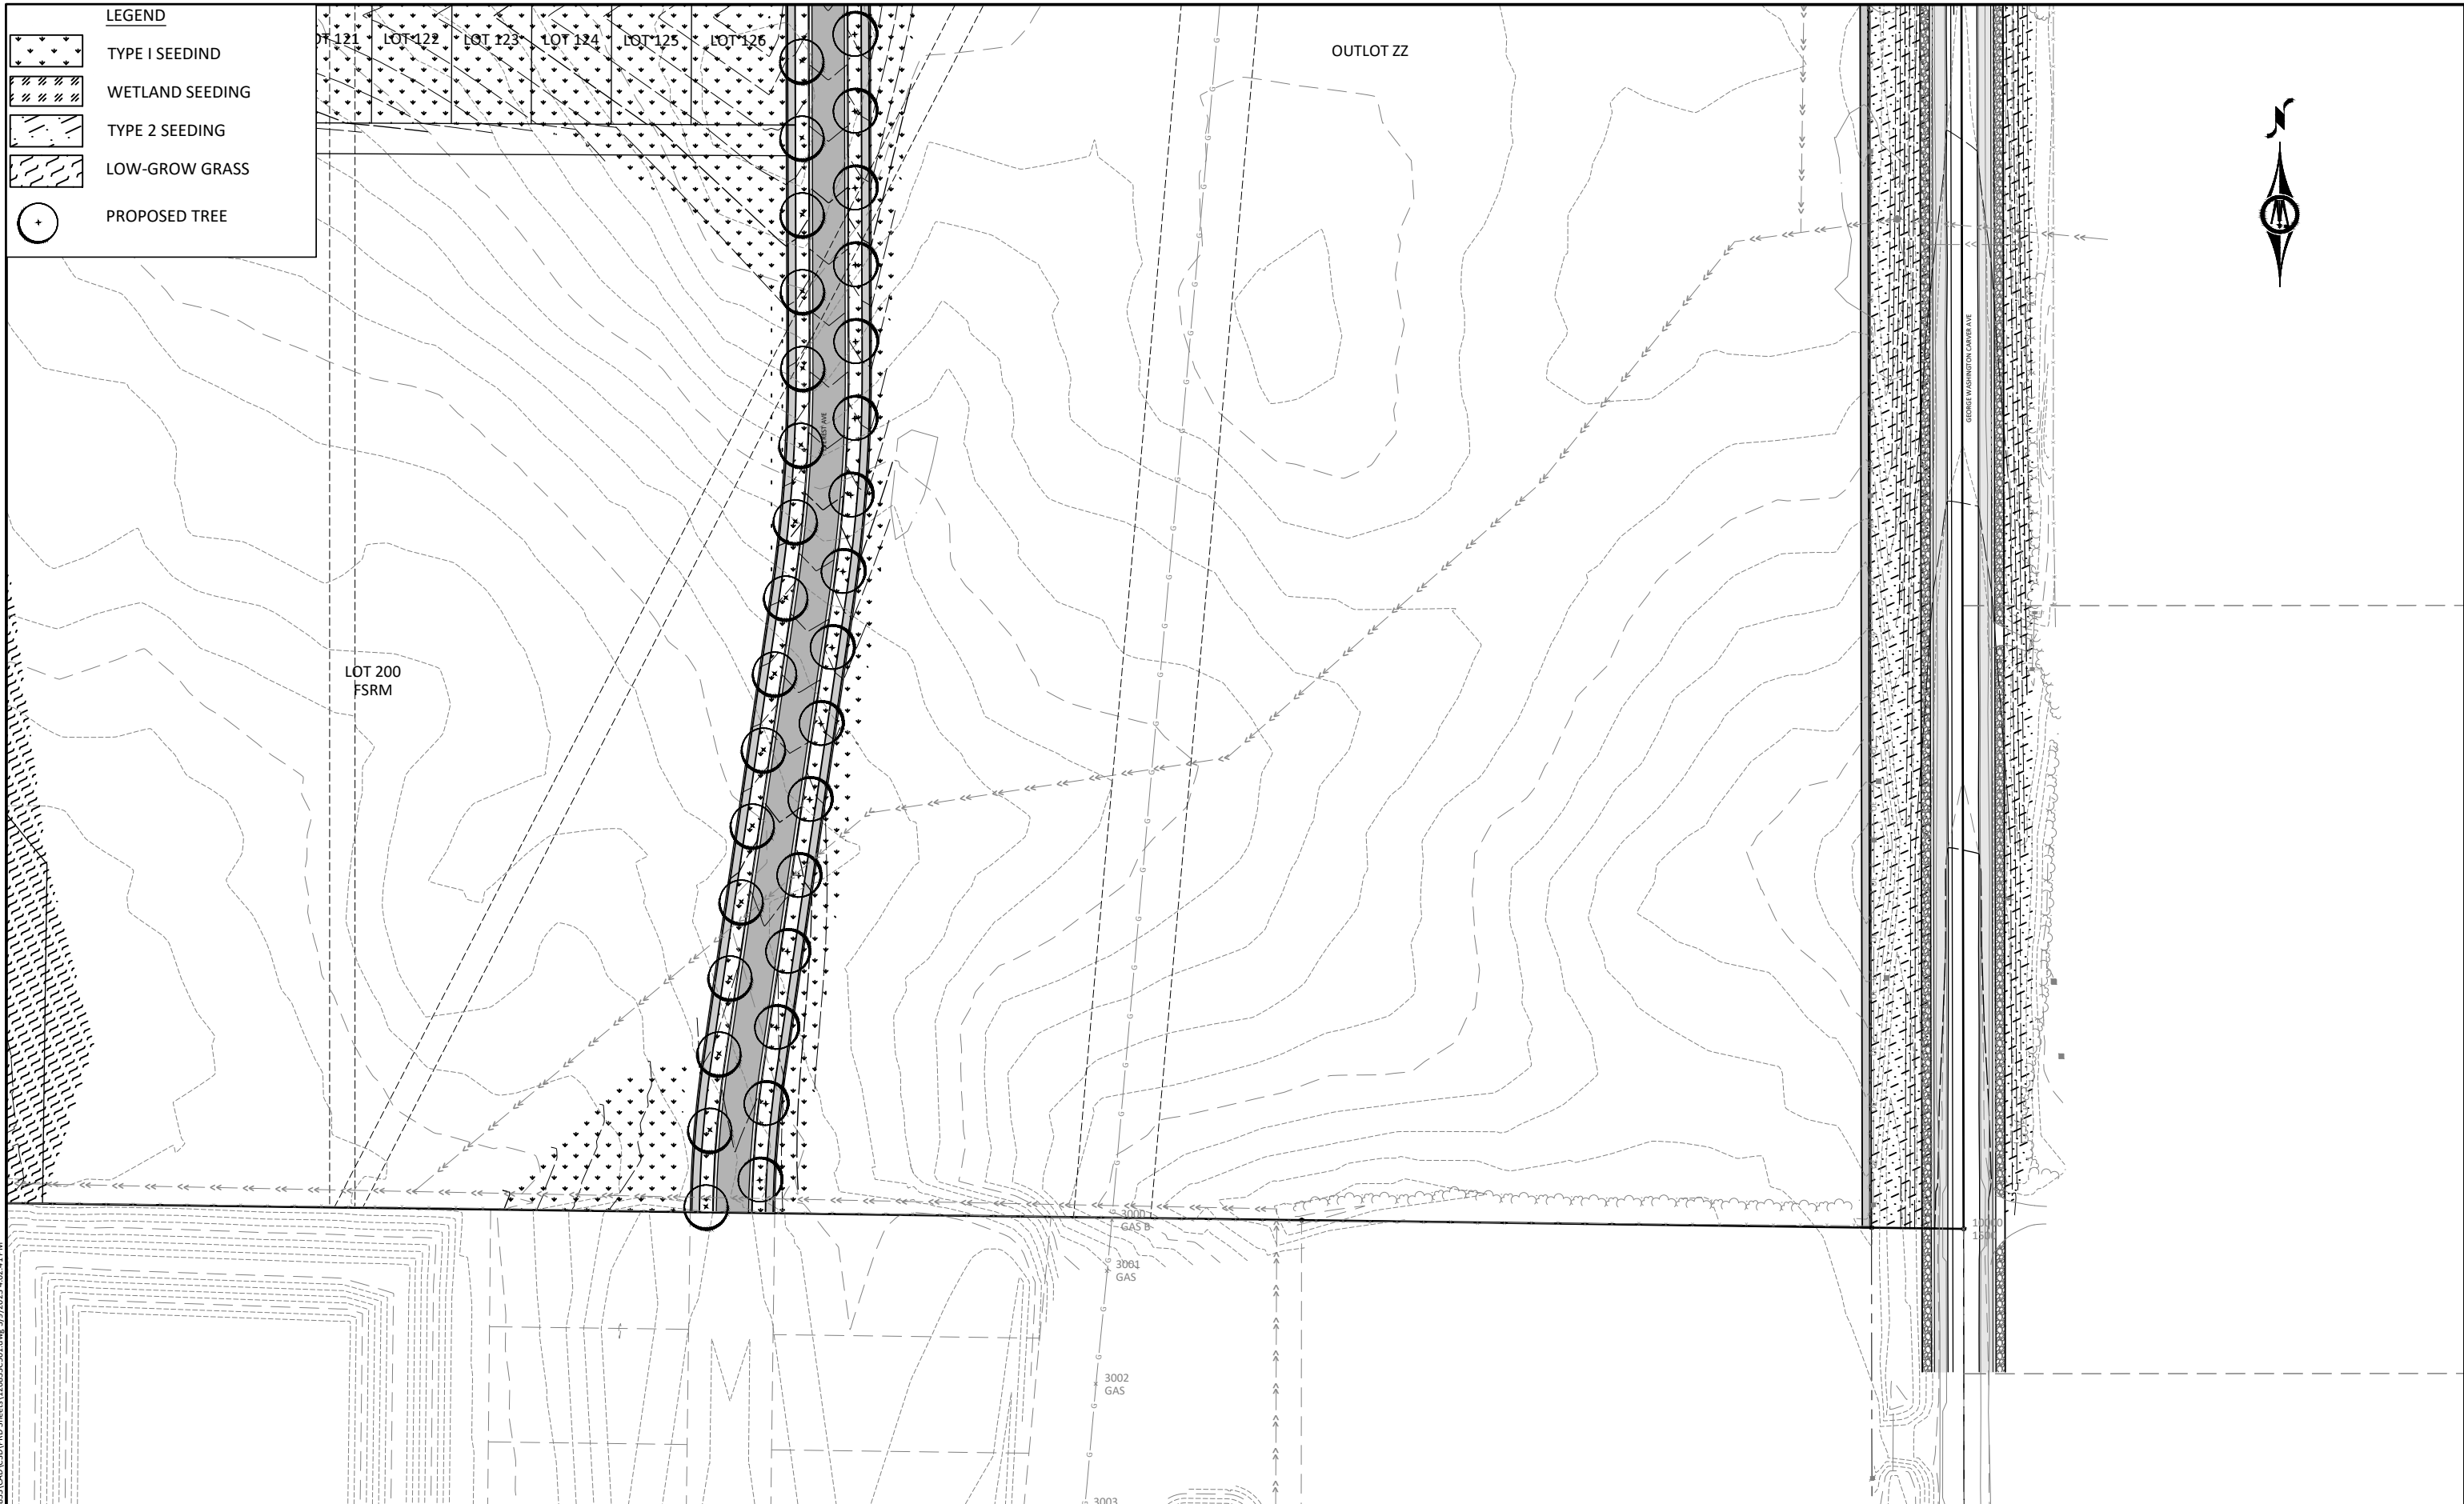 LEGEND
TYPE I SEEDIND
WETLAND SEEDING
TYPE 2 SEEDING
LOW-GROW GRASS
PROPOSED TREE
LOT 122
LOT 123
LOT 124
LOT 125
LOT 126
OUTLOT ZZ
N
GEORGE WASHINGTON CARVER AVE
LOT 200
FSRM
3000
GAS B
3001
GAS
3002
GAS
3003
G